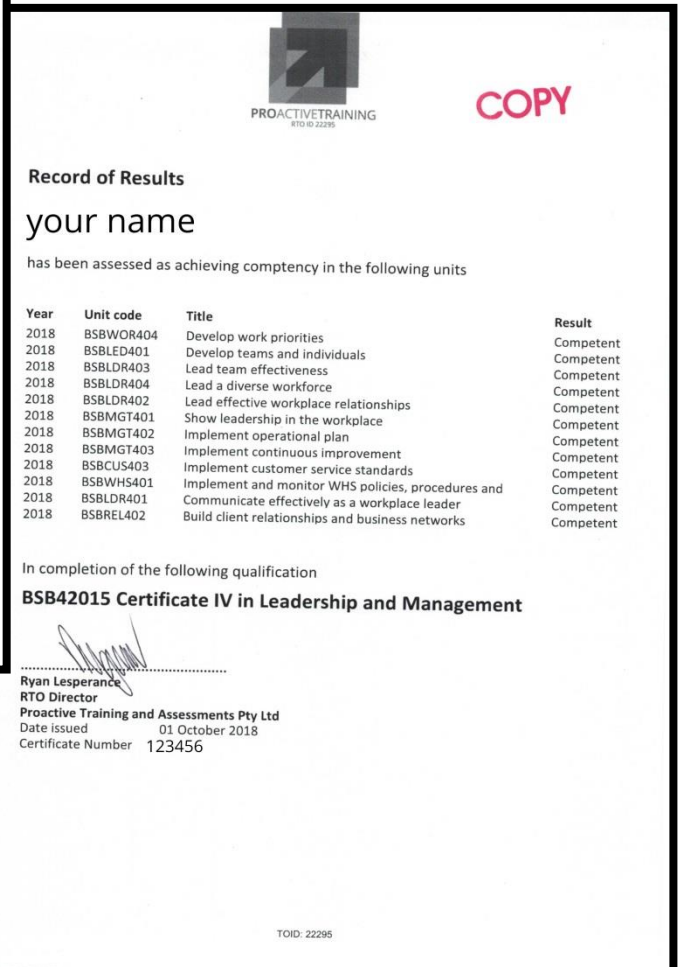 PROACTIVETRAINING
RTO ID 22295
COPY
Record of Results
your name
has been assessed as achieving comptency in the following units
Year Unit code Title Result
2018 BSBWOR404 Develop work priorities Competent
2018 BSBLED401 Develop teams and individuals Competent
2018 BSBLDR403 Lead team effectiveness Competent
2018 BSBLDR404 Lead a diverse workforce Competent
2018 BSBLDR402 Lead effective workplace relationships Competent
2018 BSBMGT401 Show leadership in the workplace Competent
2018 BSBMGT402 Implement operational plan Competent
2018 BSBMGT403 Implement continuous improvement Competent
2018 BSBCUS403 Implement customer service standards Competent
2018 BSBWHS401 Implement and monitor WHS policies, procedures and Competent
2018 BSBLDR401 Communicate effectively as a workplace leader Competent
2018 BSBREL402 Build client relationships and business networks Competent
In completion of the following qualification
BSB42015 Certificate IV in Leadership and Management
Ryan Lesperance
RTO Director
Proactive Training and Assessments Pty Ltd
Date issued 01 October 2018
Certificate Number 123456
TOID: 22295